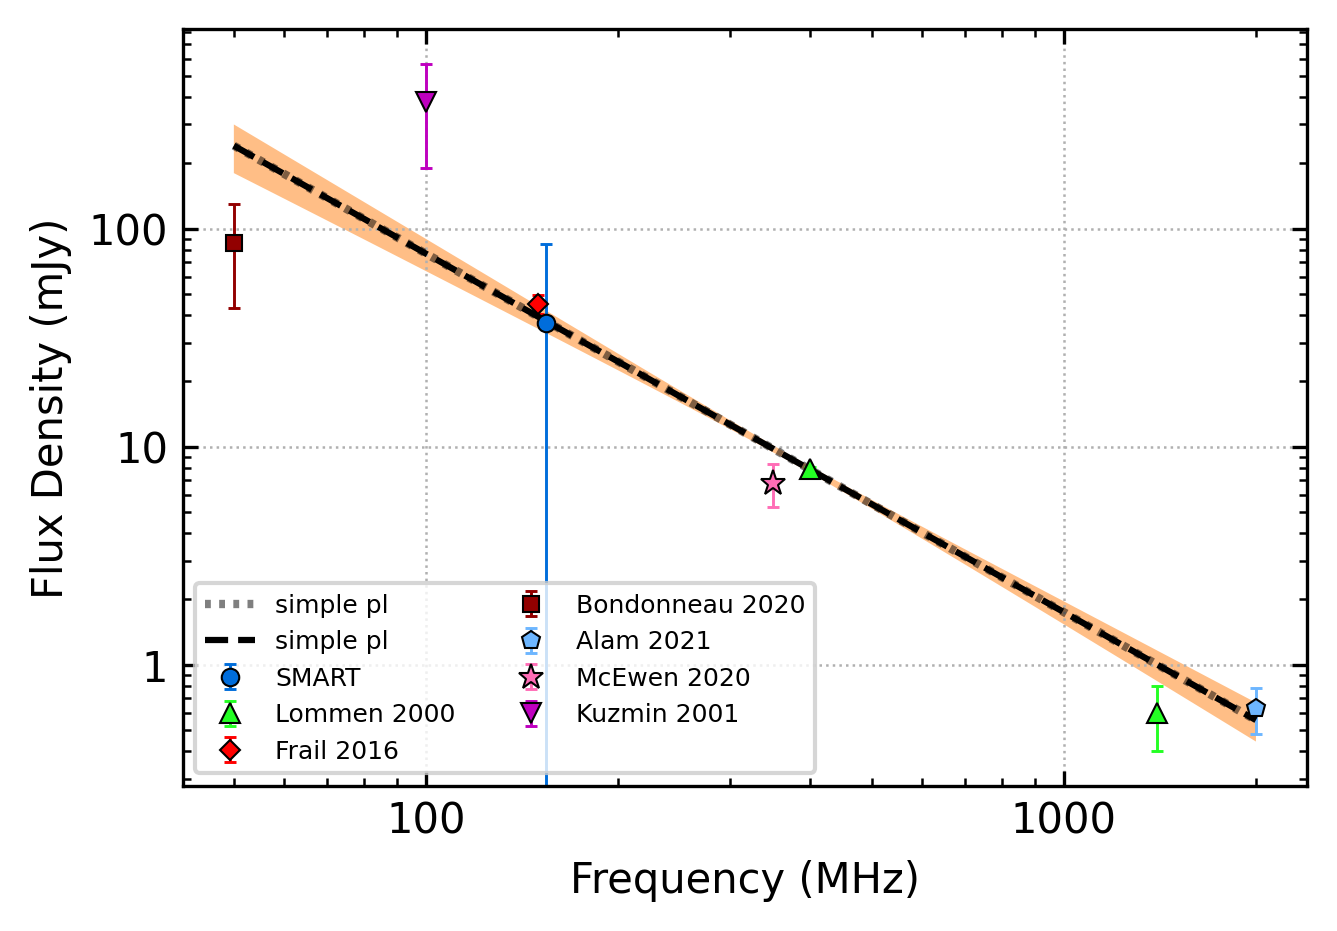 Flux Density (mJy)
100
10
1
simple pl
simple pl
SMART
Lommen 2000
Frail 2016
Bondonneau 2020
Alam 2021
McEwen 2020
Kuzmin 2001
100
1000
Frequency (MHz)